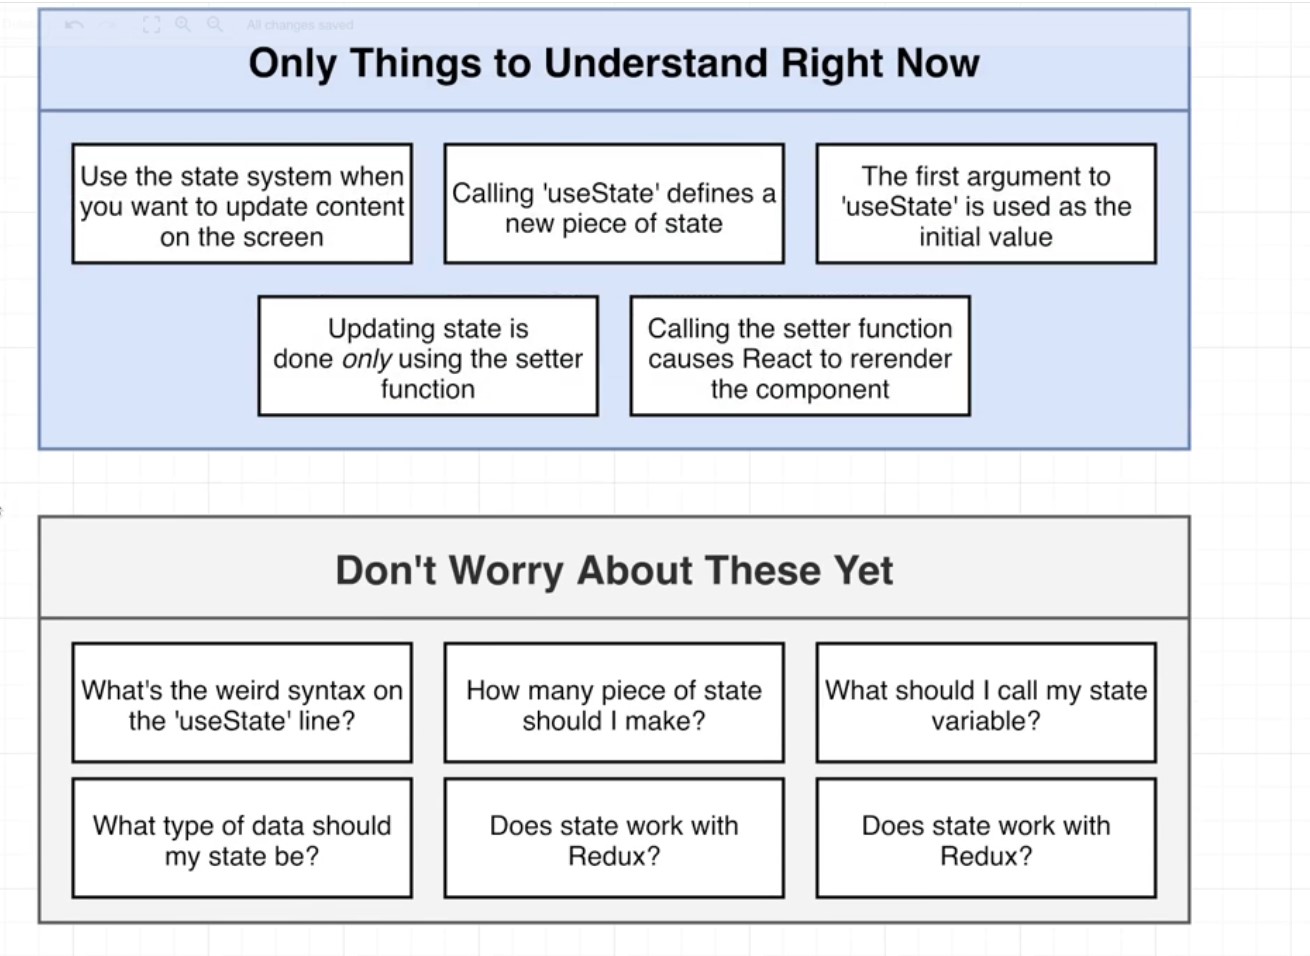 All changes saved
Only Things to Understand Right Now
Use the state system when
you want to update content
on the screen
Calling 'useState' defines a
new piece of state
The first argument to
'useState' is used as the
initial value
Updating state is
done only using the setter
function
Calling the setter function
causes React to rerender
the component
Don't Worry About These Yet
What's the weird syntax on
the 'useState' line?
How many piece of state
should I make?
What should I call my state
variable?
What type of data should
my state be?
Does state work with
Redux?
Does state work with
Redux?